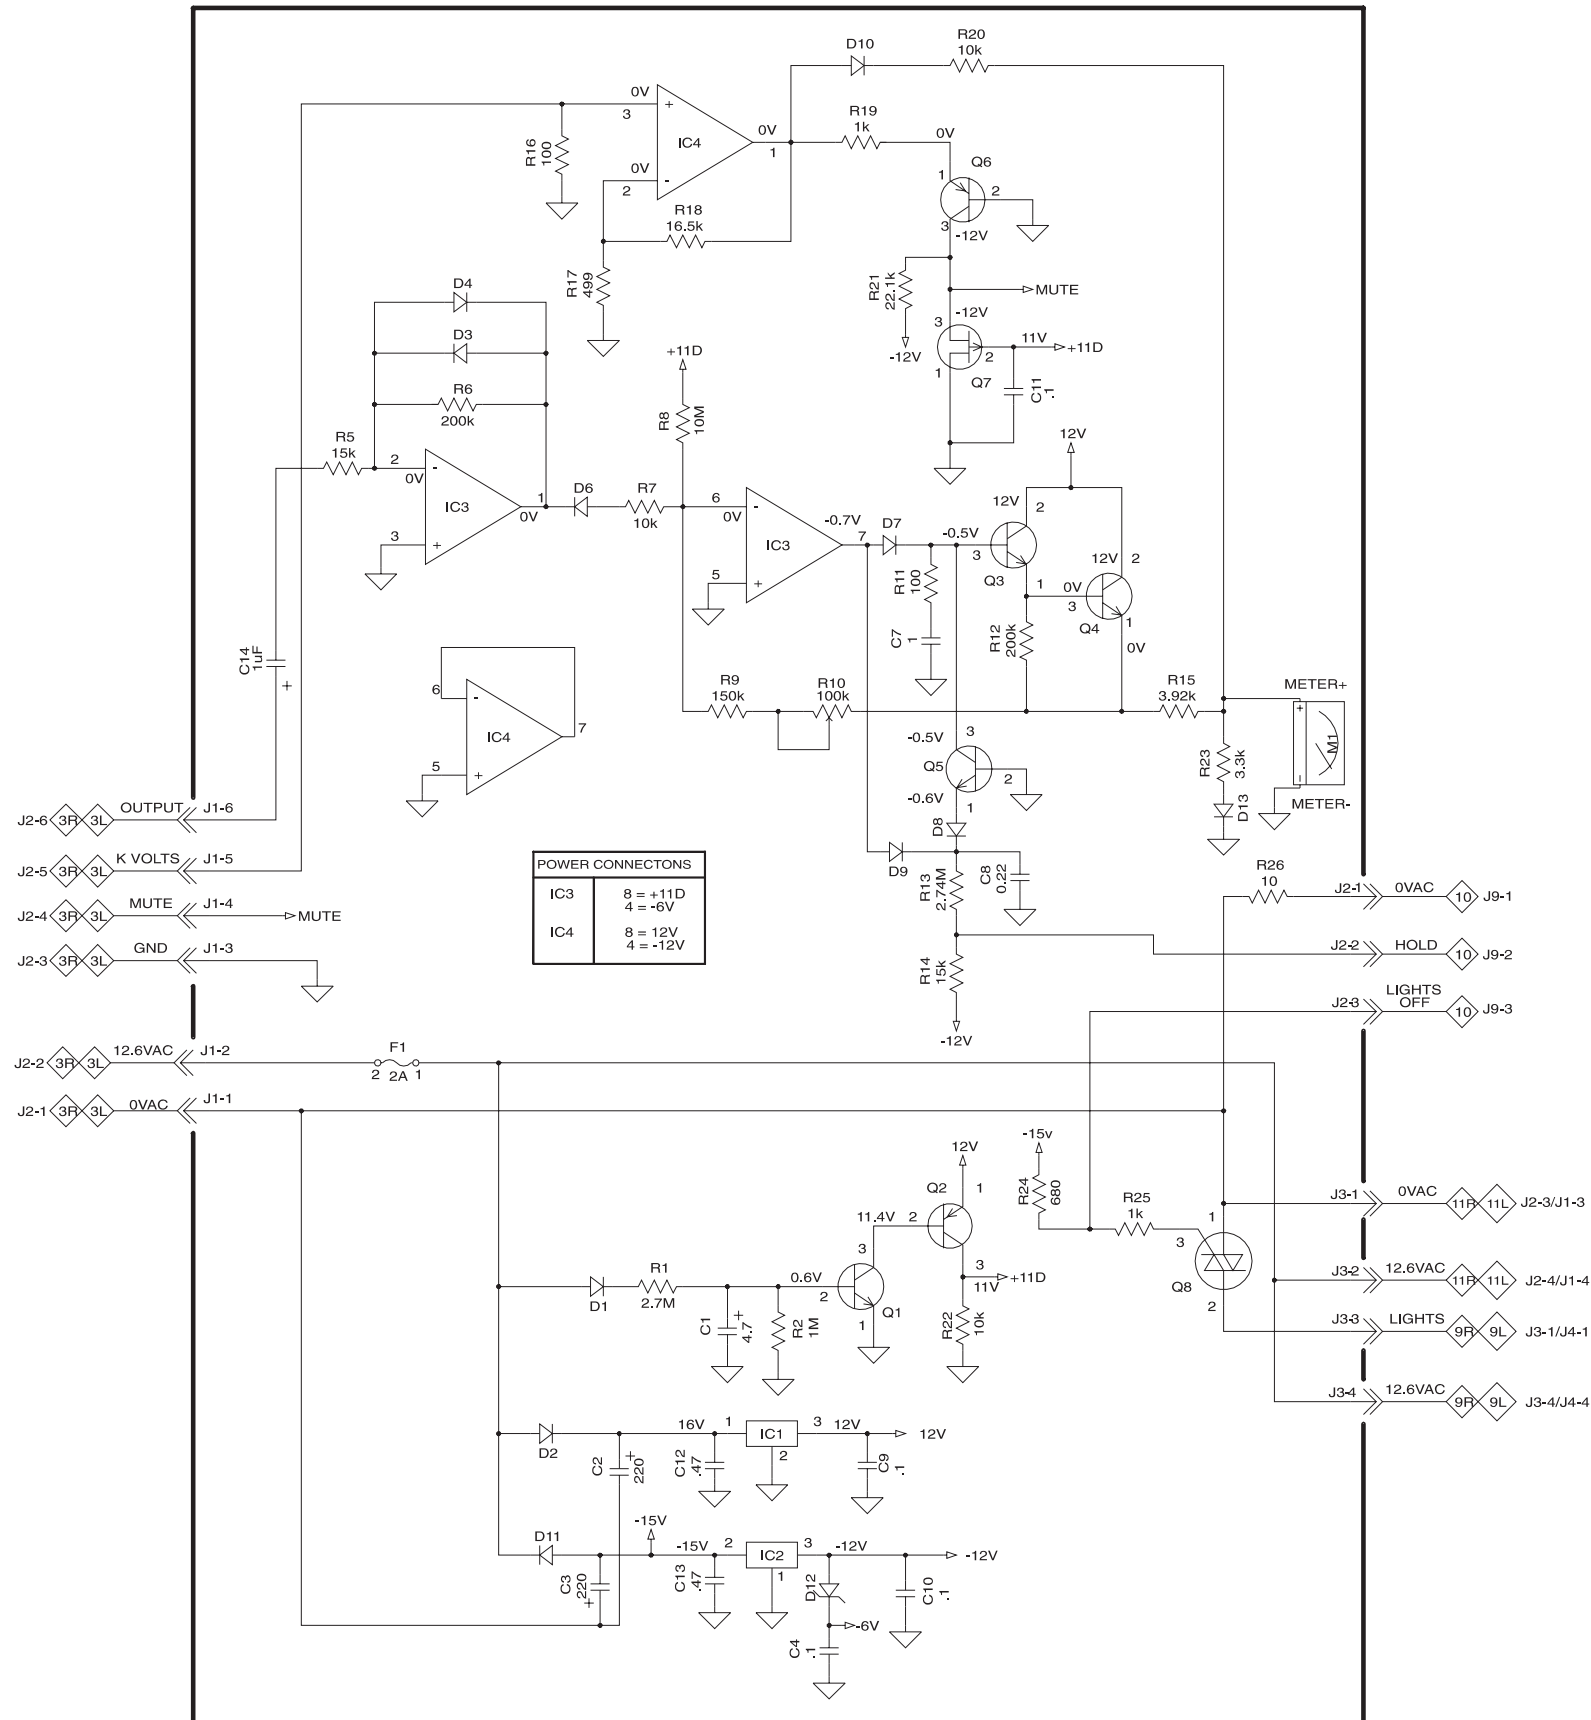 D10
R20
10k
0V
3
+
IC4
0V
1
R19
1k
0V
R16
100
0V
2
-
Q6
1
2
3
-12V
R18
16.5k
R17
499
R21
22.1k
MUTE
-12V
-12V
3
11V
+11D
2
1
Q7
C11
.1
D4
D3
R6
200k
+11D
R8
10M
R5
15k
2
-
0V
IC3
1
0V
3
+
D6
R7
10k
6
-
0V
IC3
-0.7V
7
5
+
D7
-0.5V
12V
12V
2
3
Q3
1
R11
100
C7
1
R12
200k
12V
2
0V
3
Q4
1
0V
C14
1uF
+
6
-
IC4
7
5
+
R9
150k
R10
100k
R15
3.92k
METER+
+
M1
-
METER-
R23
3.3k
D13
-0.5V
3
Q5
2
-0.6V
1
D8
D9
R13
2.74M
C8
0.22
R14
15k
-12V
J2-6 3R 3L OUTPUT J1-6
J2-5 3R 3L K VOLTS J1-5
J2-4 3R 3L MUTE J1-4 MUTE
J2-3 3R 3L GND J1-3
J2-2 3R 3L 12.6VAC J1-2
J2-1 3R 3L 0VAC J1-1
POWER CONNECTONS
IC3 8 = +11D
4 = -6V
IC4 8 = 12V
4 = -12V
R26
10
J2-1 0VAC 10 J9-1
J2-2 HOLD 10 J9-2
LIGHTS
J2-3 OFF 10 J9-3
F1
2 2A 1
-15v
R24
680
R25
1k
3
1
Q8
2
J3-1 0VAC 11R 11L J2-3/J1-3
J3-2 12.6VAC 11R 11L J2-4/J1-4
J3-3 LIGHTS 9R 9L J3-1/J4-1
J3-4 12.6VAC 9R 9L J3-4/J4-4
12V
Q2
1
11.4V
2
3
11V
+11D
R22
10k
D1
R1
2.7M
C1
4.7
+
R2
1M
0.6V
2
3
Q1
1
D2
C2
220
+
16V
1
IC1
3
12V
12V
2
C12
.47
C9
.1
D11
C3
220
+
-15V
-15V
2
IC2
3
-12V
-12V
1
C13
.47
D12
-6V
C4
.1
C10
.1